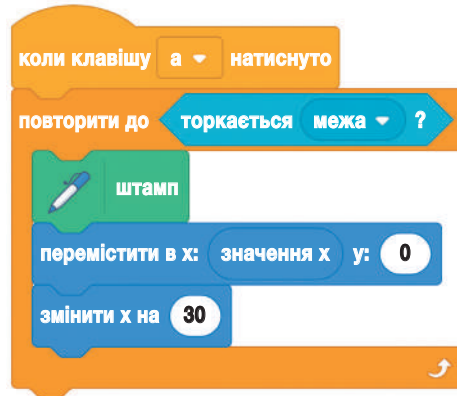 коли клавішу а натиснуто
повторити до торкається межа ?
штамп
перемістити в х: значення х у: 0
змінити х на 30